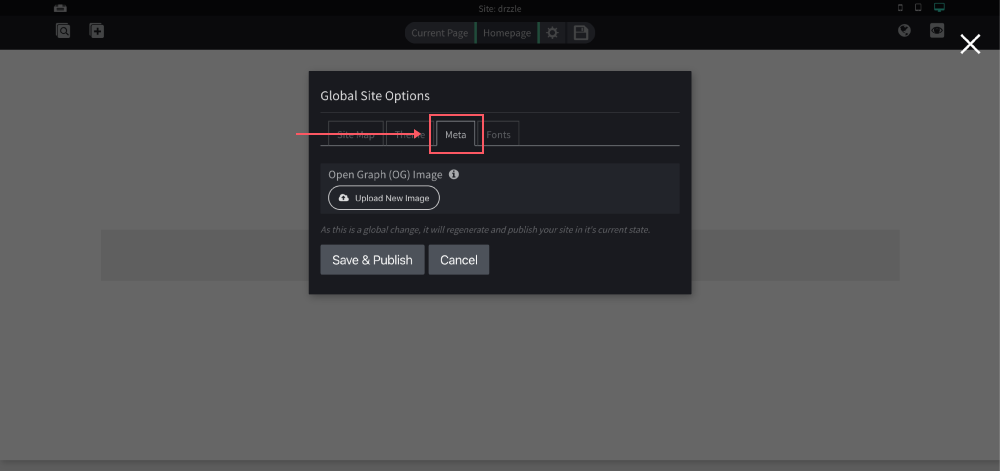 Site: drzzle
Current Page Homepage
Global Site Options
Site Map Theme Meta Fonts
Open Graph (OG) Image
Upload New Image
As this is a global change, it will regenerate and publish your site in it's current state.
Save & Publish Cancel